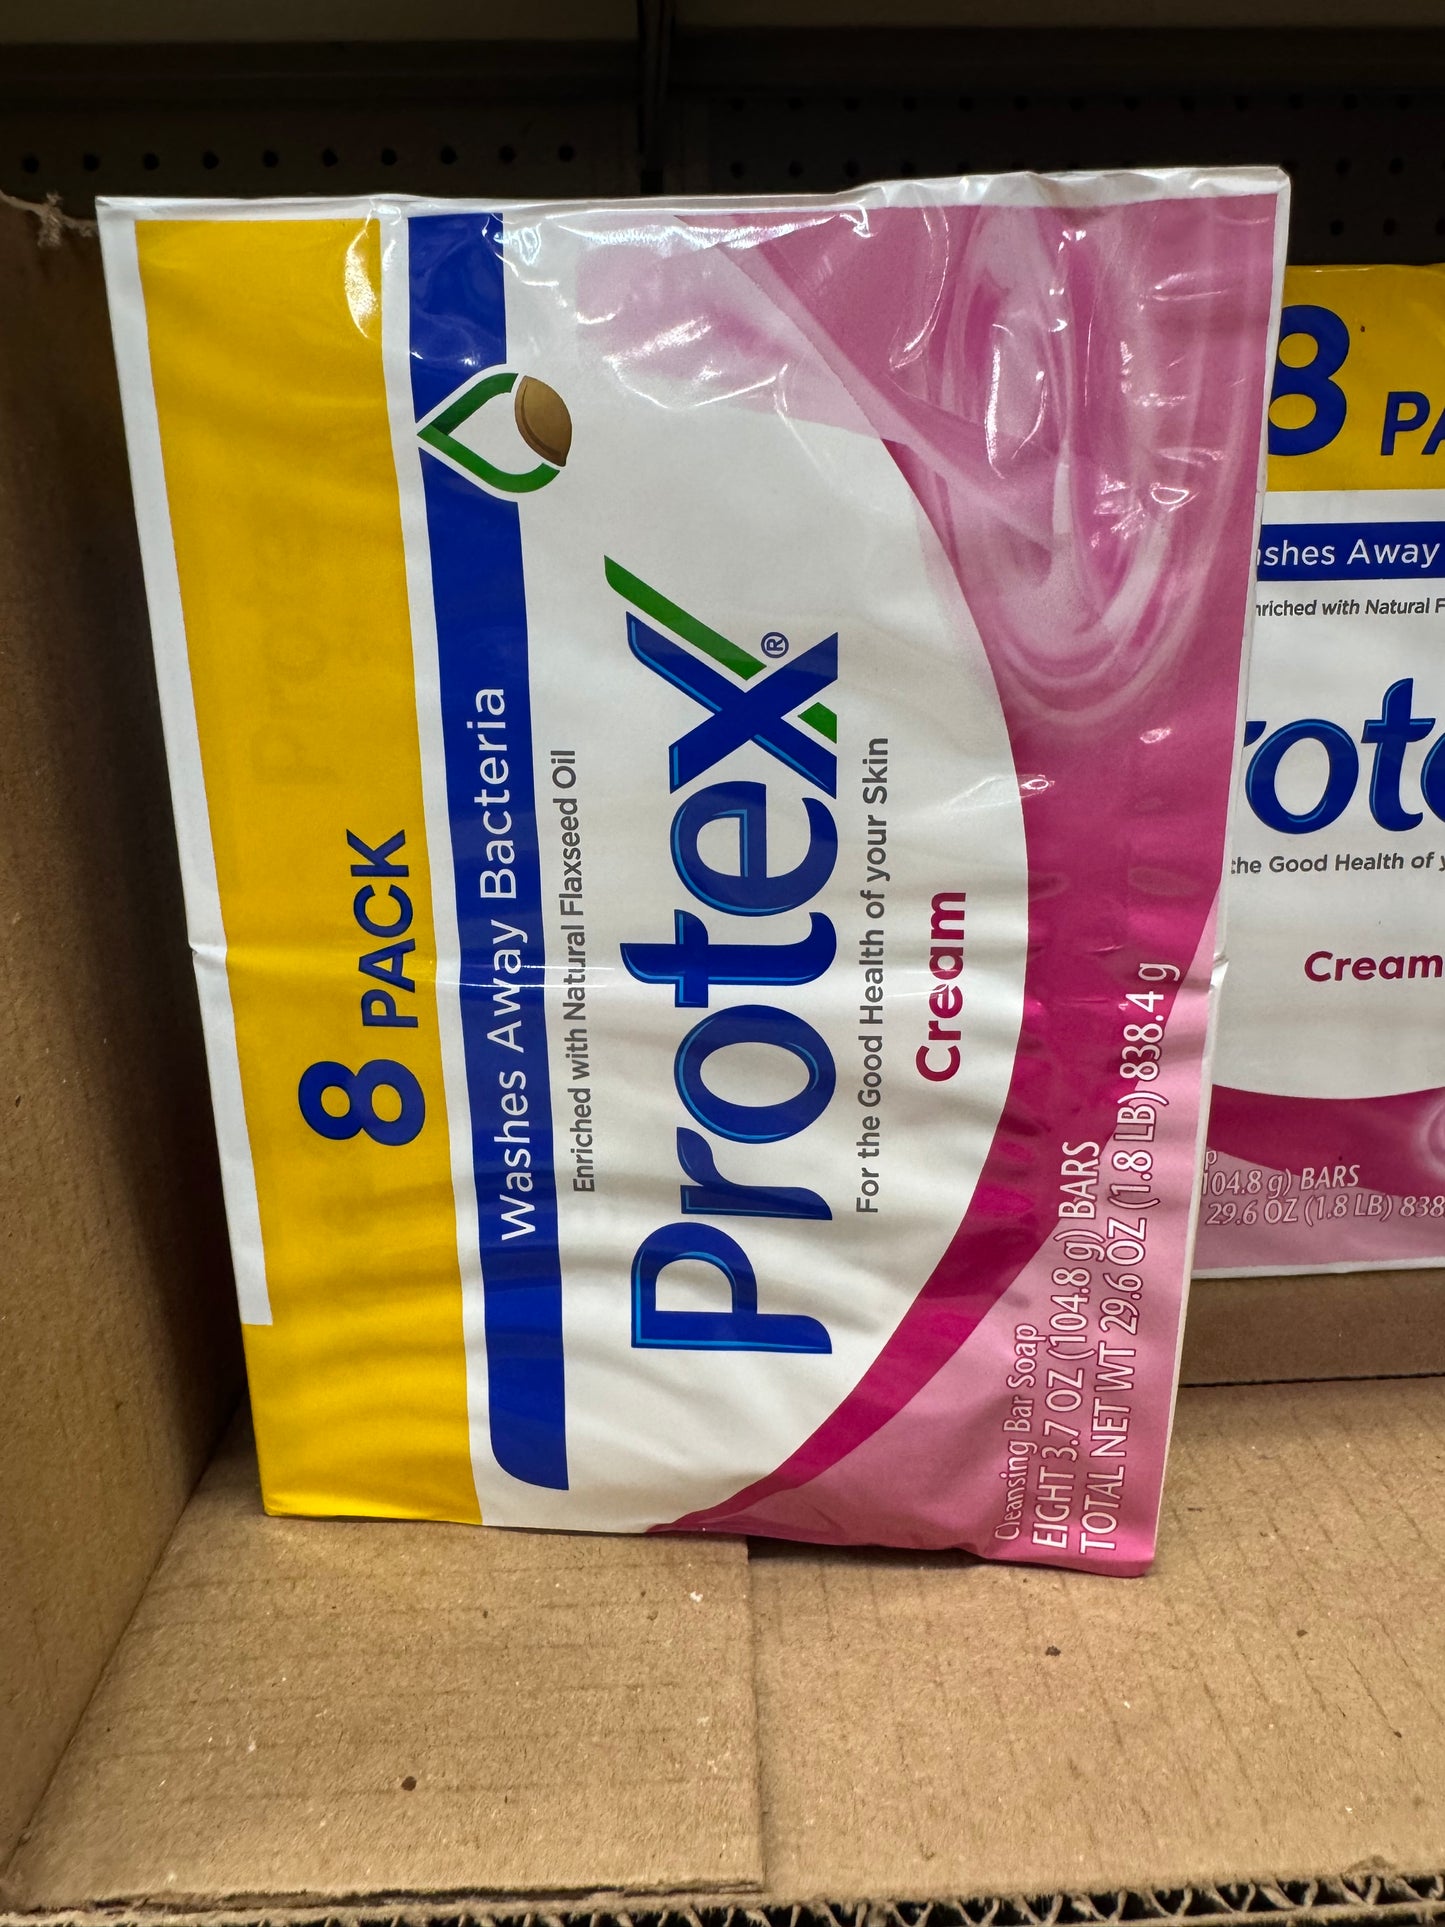 8 PACK
Washes Away Bacteria
Enriched with Natural Flaxseed Oil
Protex®
For the Good Health of your Skin
Cream
Cleansing Bar Soap
EIGHT 3.7 OZ (104.8 g) BARS
TOTAL NET WT 29.6 OZ (1.8 LB) 838.4 g
8 PA
shes Away
nriched with Natural F
rote
the Good Health of y
Cream
p
104.8 g) BARS
29.6 OZ (1.8 LB) 838